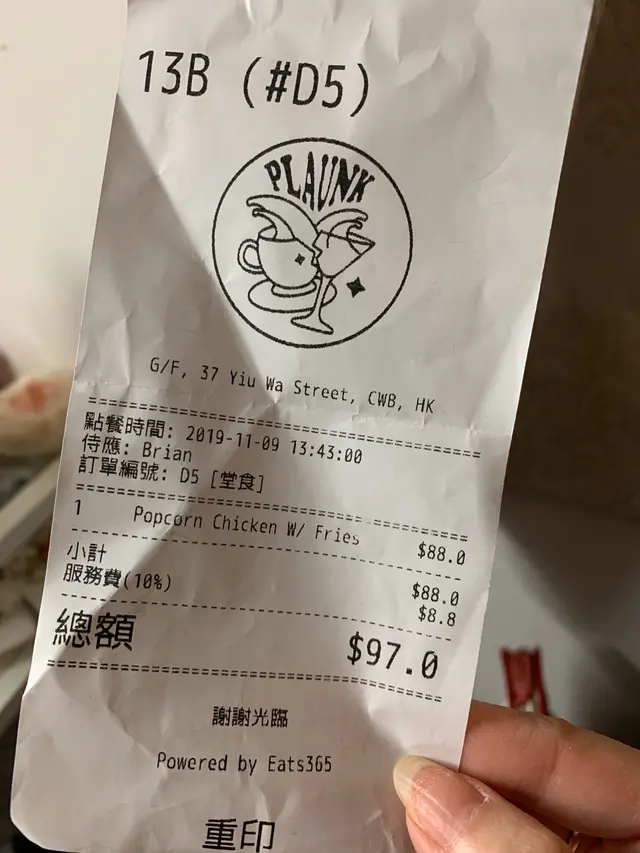 13B (#D5)
PLAUNK
G/F, 37 Yiu Wa Street, CWB, HK
點餐時間: 2019-11-09 13:43:00
侍應: Brian
訂單編號: D5 [堂食]
1 Popcorn Chicken W/ Fries $88.0
小計 $88.0
服務費(10%) $8.8
總額 $97.0
謝謝光臨
Powered by Eats365
重印